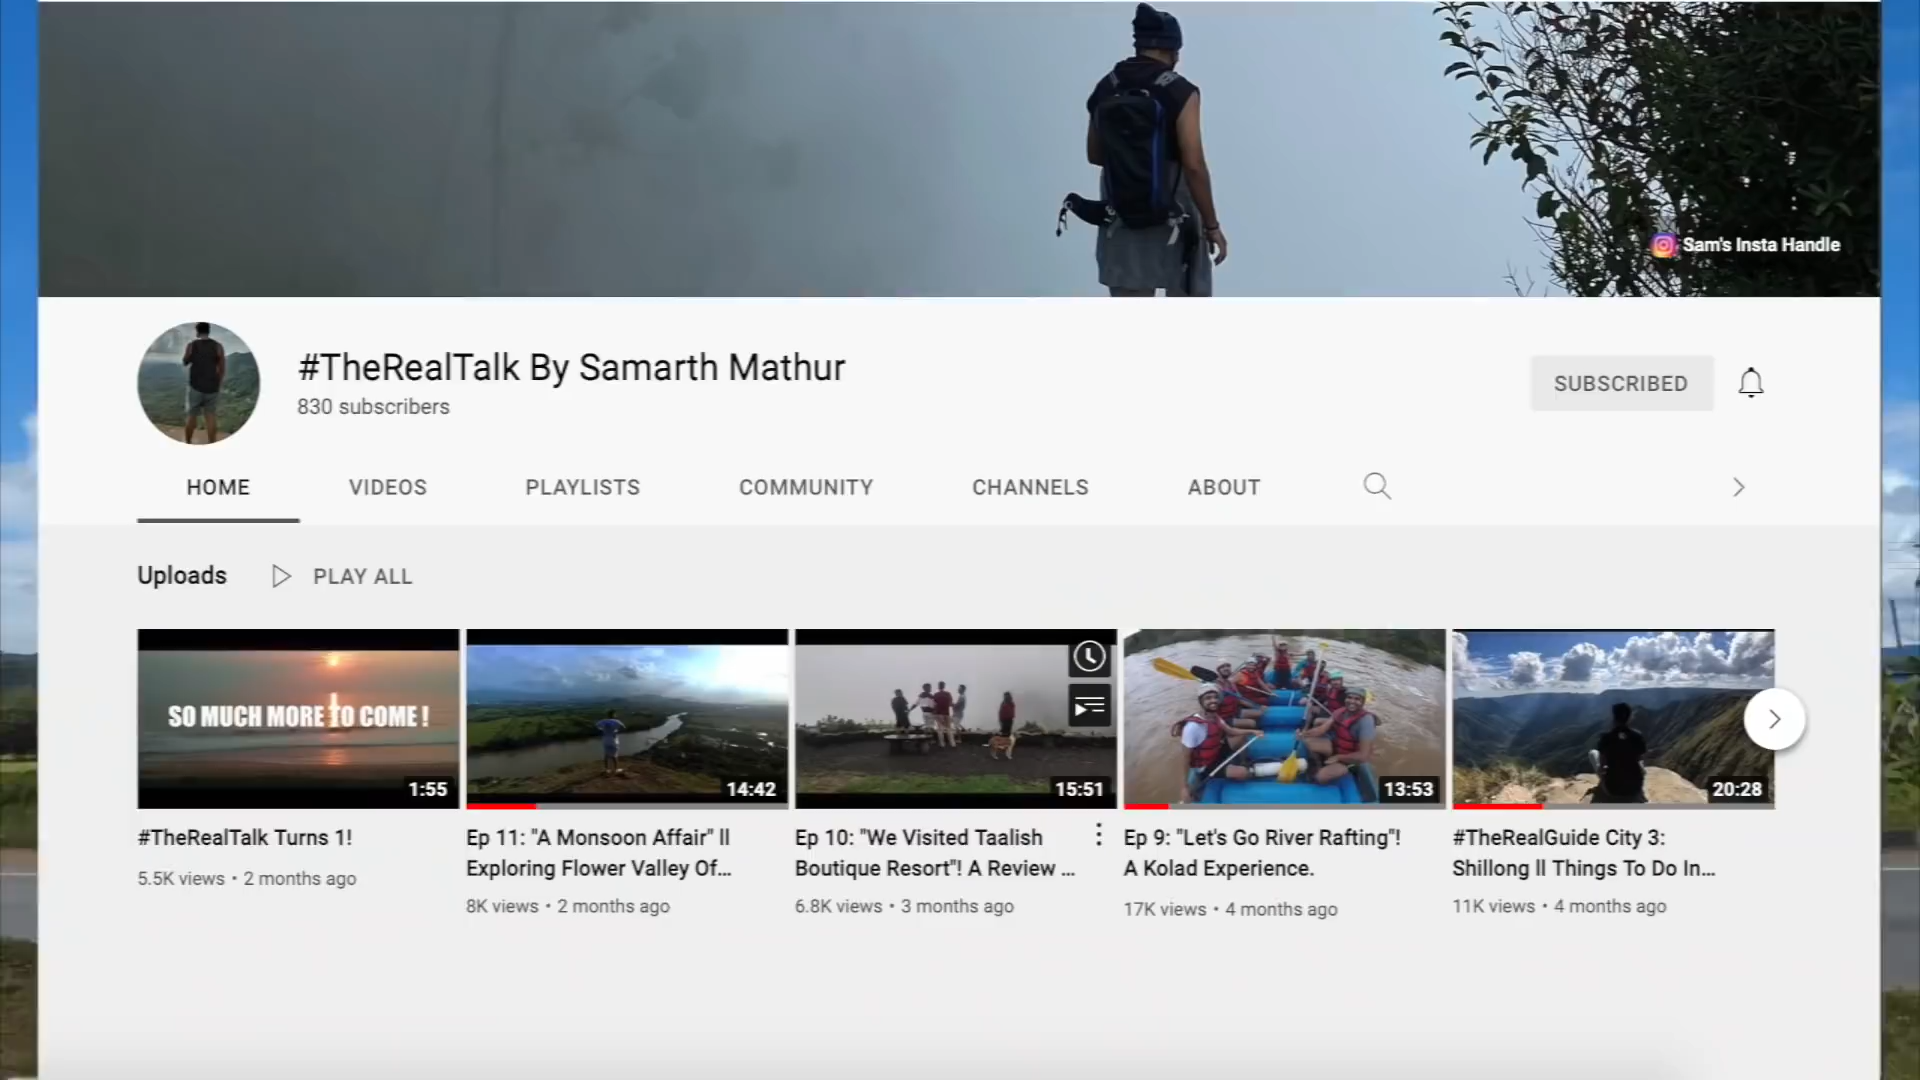 Sam's Insta Handle
#TheRealTalk By Samarth Mathur
830 subscribers
SUBSCRIBED
HOME
VIDEOS
PLAYLISTS
COMMUNITY
CHANNELS
ABOUT
Uploads
PLAY ALL
SO MUCH MORE TO COME !
1:55
14:42
15:51
13:53
20:28
#TheRealTalk Turns 1!
5.5K views • 2 months ago
Ep 11: "A Monsoon Affair" ll
Exploring Flower Valley Of...
8K views • 2 months ago
Ep 10: "We Visited Taalish
Boutique Resort"! A Review ...
6.8K views • 3 months ago
Ep 9: "Let's Go River Rafting"!
A Kolad Experience.
17K views • 4 months ago
#TheRealGuide City 3:
Shillong ll Things To Do In...
11K views • 4 months ago